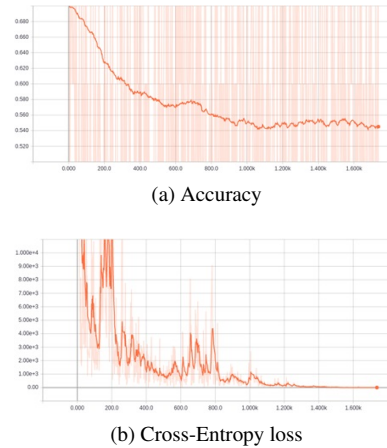 0.680
0.660
0.640
0.620
0.600
0.580
0.560
0.540
0.520
0.000 200.0 400.0 600.0 800.0 1.000k 1.200k 1.400k 1.600k
(a) Accuracy
1.000e+4
9.00e+3
8.00e+3
7.00e+3
6.00e+3
5.00e+3
4.00e+3
3.00e+3
2.00e+3
1.00e+3
0.00
0.000 200.0 400.0 600.0 800.0 1.000k 1.200k 1.400k 1.600k
(b) Cross-Entropy loss